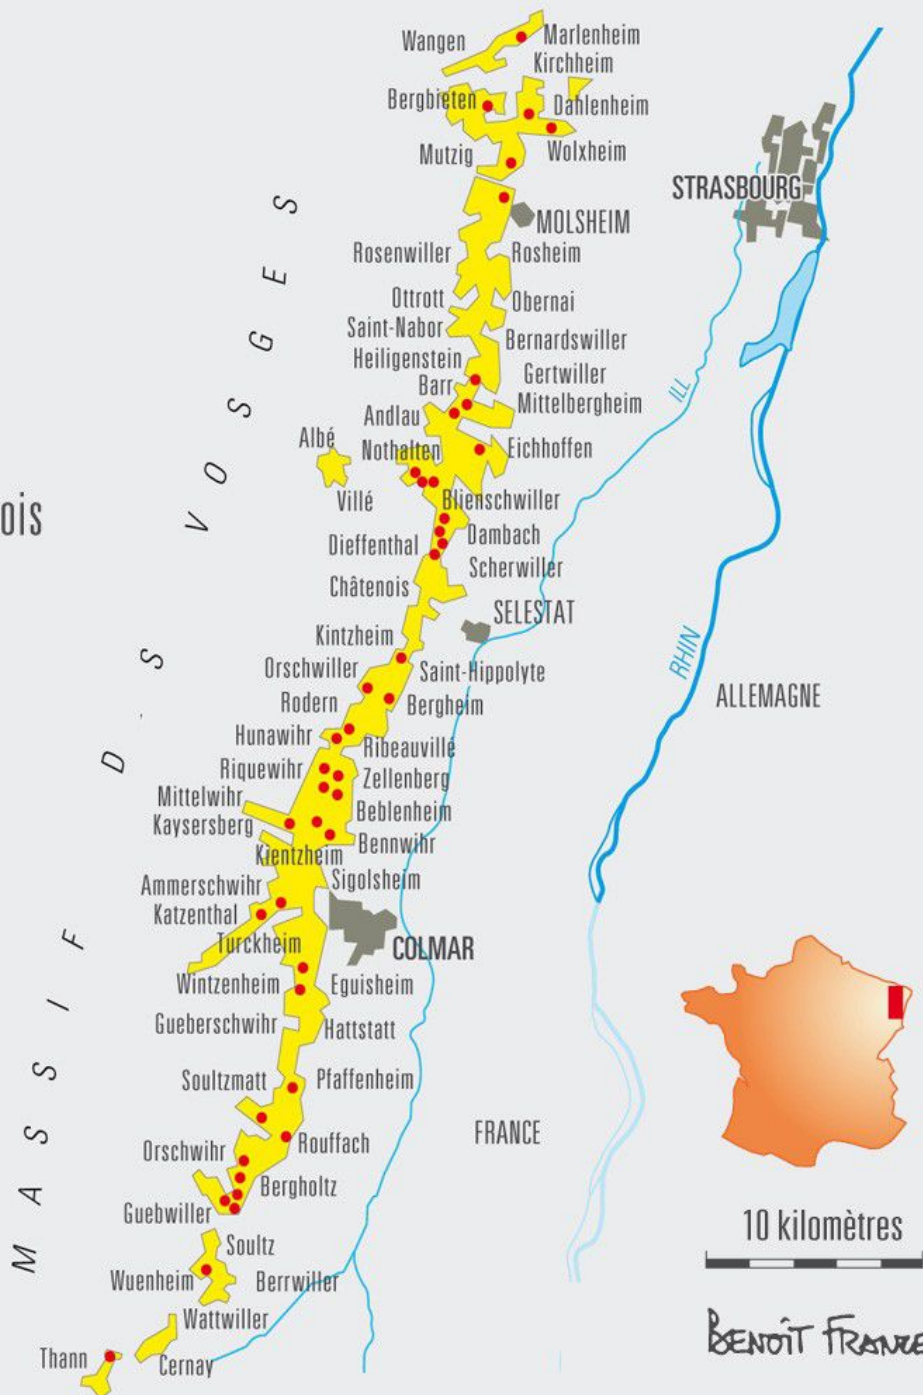 Wangen
Marlenheim
Kirchheim
Bergbieten
Dahlenheim
Mutzig
Wolxheim
STRASBOURG
MOLSHEIM
Rosenwiller
Rosheim
Ottrott
Obernai
Saint-Nabor
Bernardswiller
Heiligenstein
Gertwiller
Barr
Mittelbergheim
Andlau
ILL
Albé
Nothalten
Eichhoffen
Villé
Blienschwiller
ois
Dambach
Dieffenthal
Scherwiller
Châtenois
SELESTAT
Kintzheim
Orschwiller
Saint-Hippolyte
RHIN
Rodern
Bergheim
ALLEMAGNE
Hunawihr
Ribeauvillé
Riquewihr
Zellenberg
Mittelwihr
Beblenheim
Kaysersberg
Bennwihr
Kientzheim
Ammerschwihr
Sigolsheim
Katzenthal
Turckheim
COLMAR
Wintzenheim
Eguisheim
Gueberschwihr
Hattstatt
Soultzmatt
Pfaffenheim
FRANCE
Orschwihr
Rouffach
Bergholtz
Guebwiller
Soultz
Wuenheim
Berrwiller
Wattwiller
Thann
Cernay
MASSIF D S VOSGES
10 kilomètres
BENOÎT FRANCE